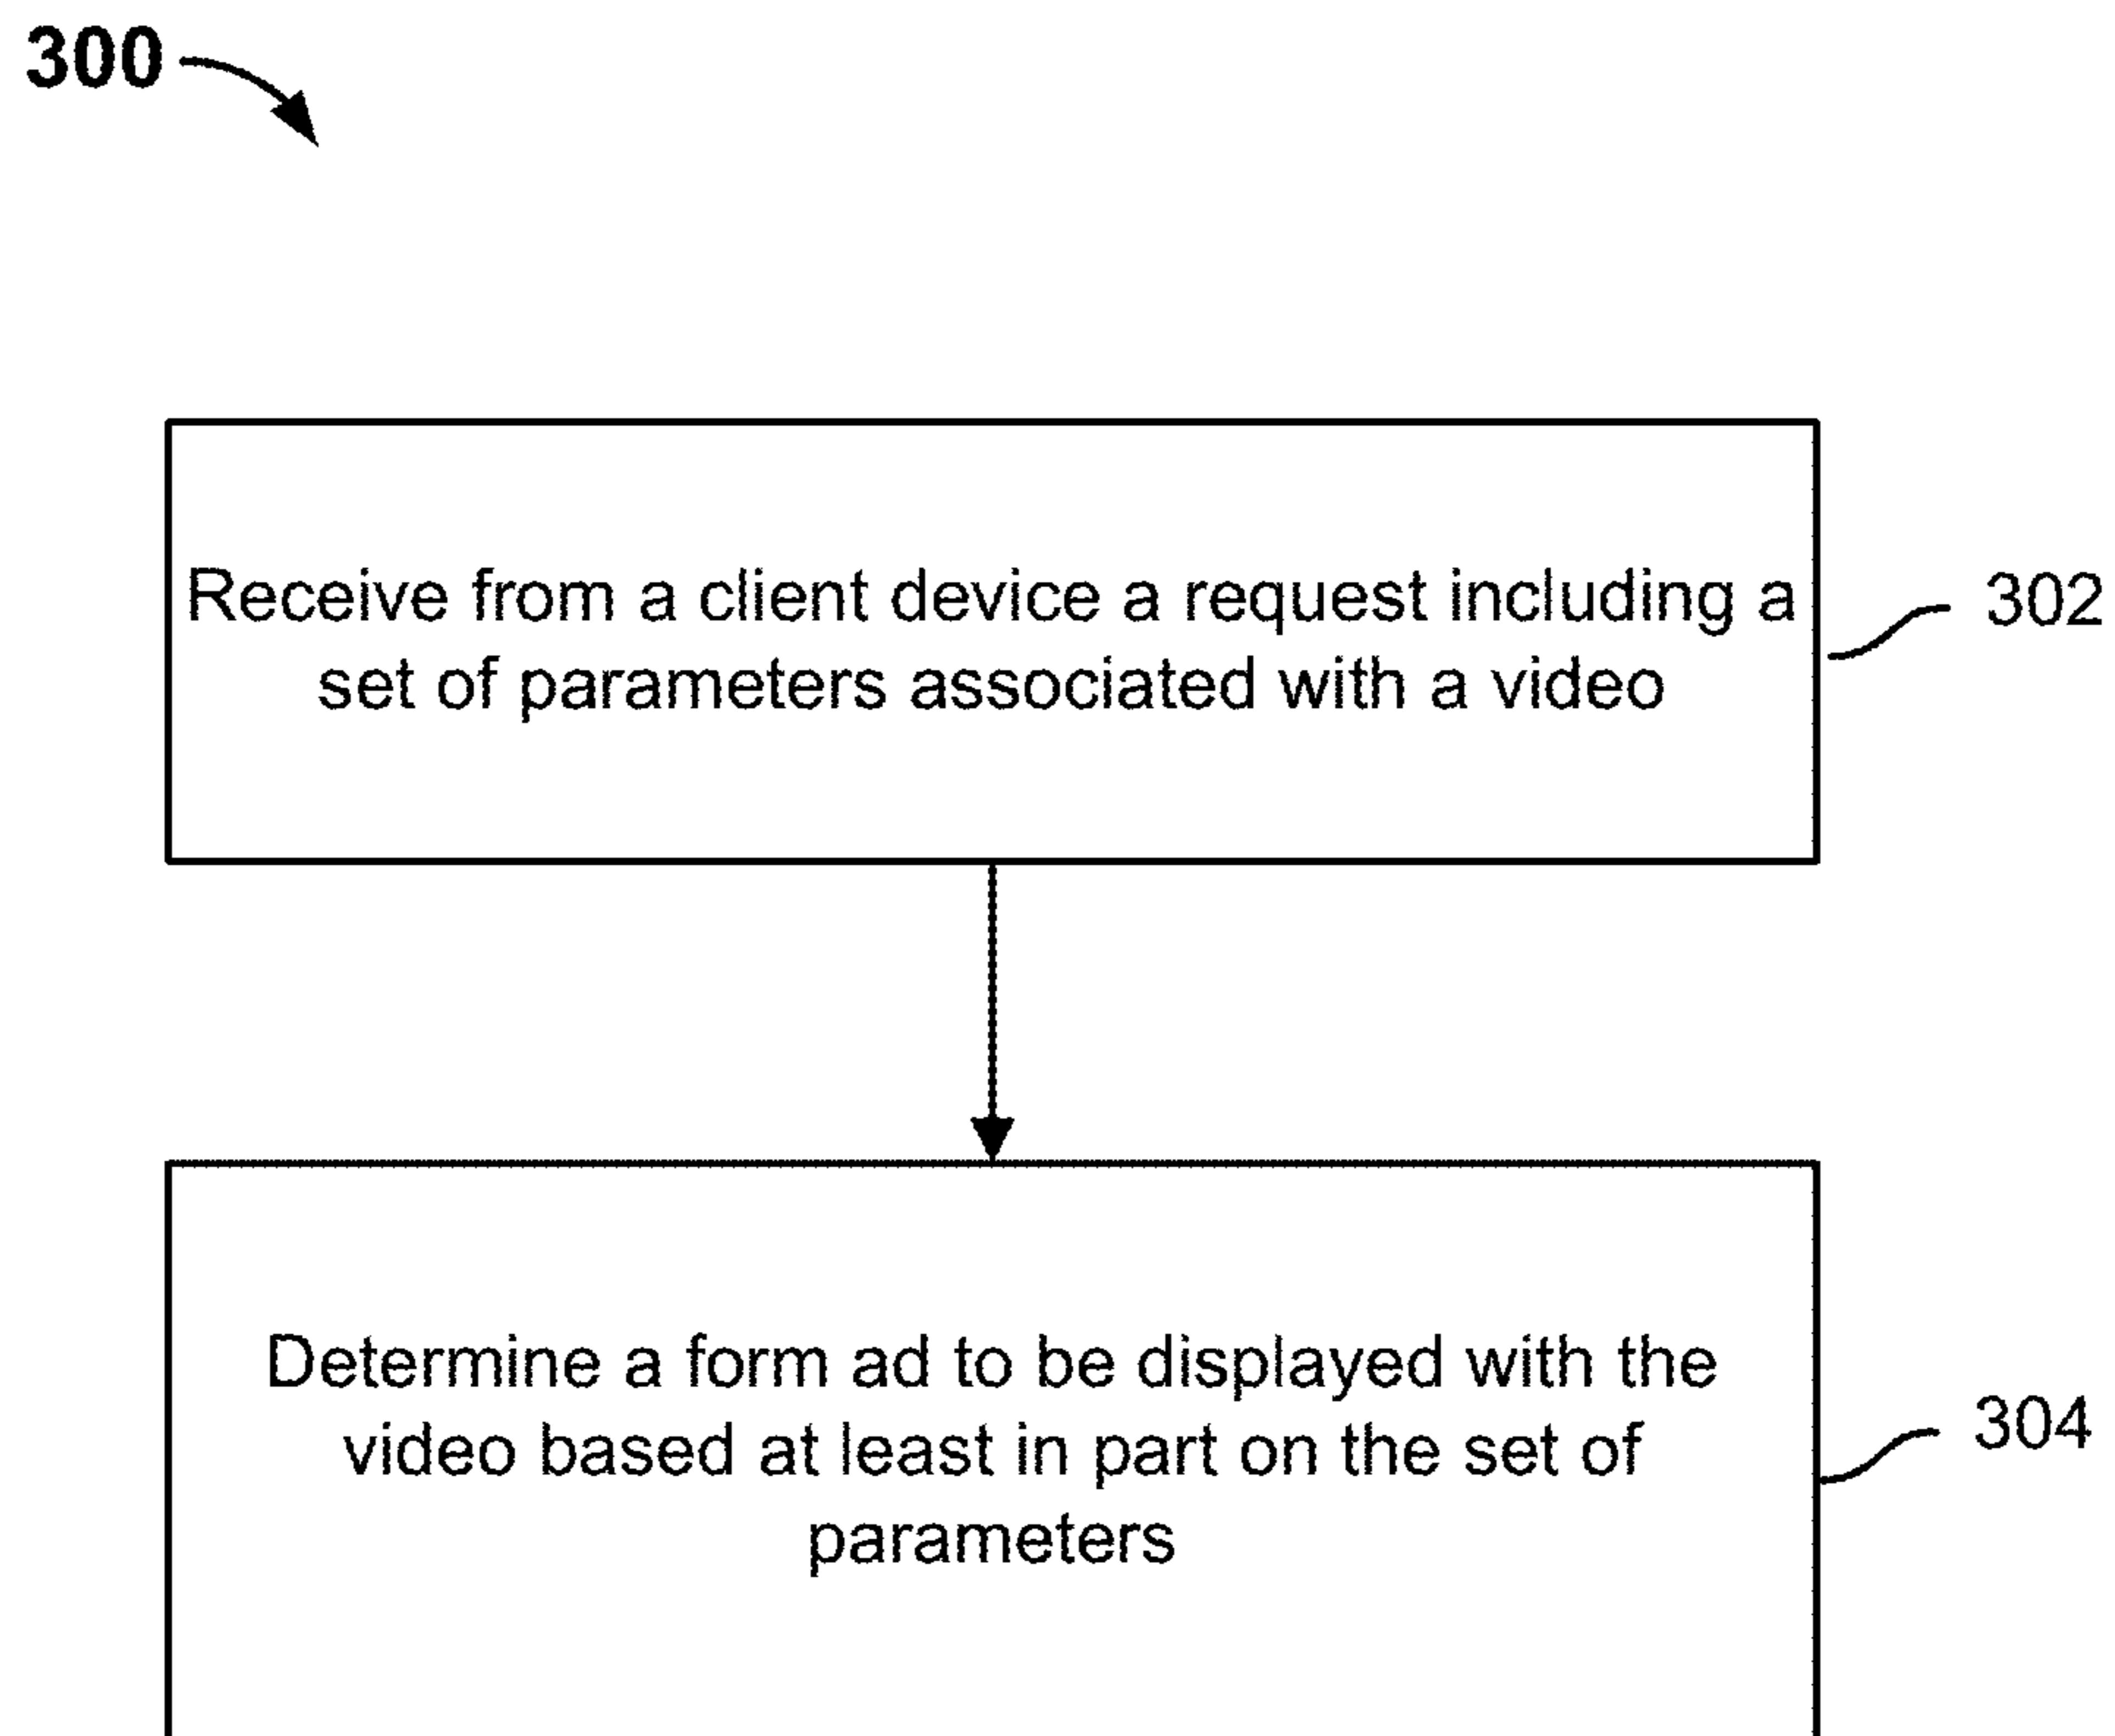 300
Receive from a client device a request including a
set of parameters associated with a video
302
Determine a form ad to be displayed with the
video based at least in part on the set of
parameters
304